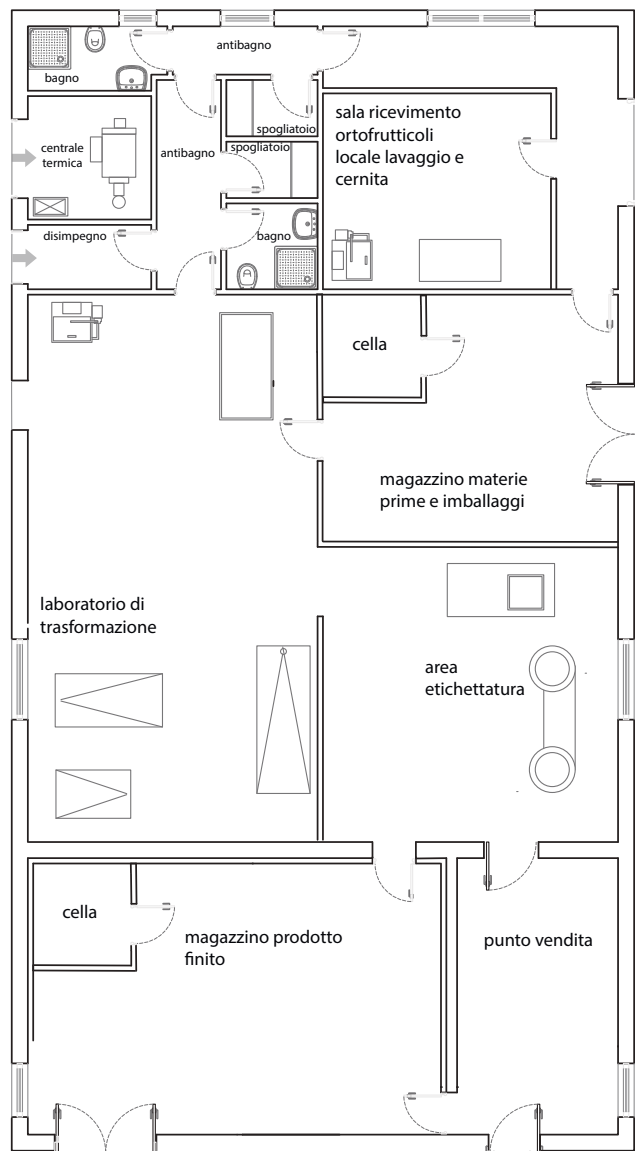 antibagno
bagno
spogliatoio
sala ricevimento
ortofrutticoli
locale lavaggio e
cernita
centrale
termica
antibagno
spogliatoio
disimpegno
bagno
cella
magazzino materie
prime e imballaggi
laboratorio di
trasformazione
area
etichettatura
cella
magazzino prodotto
finito
punto vendita